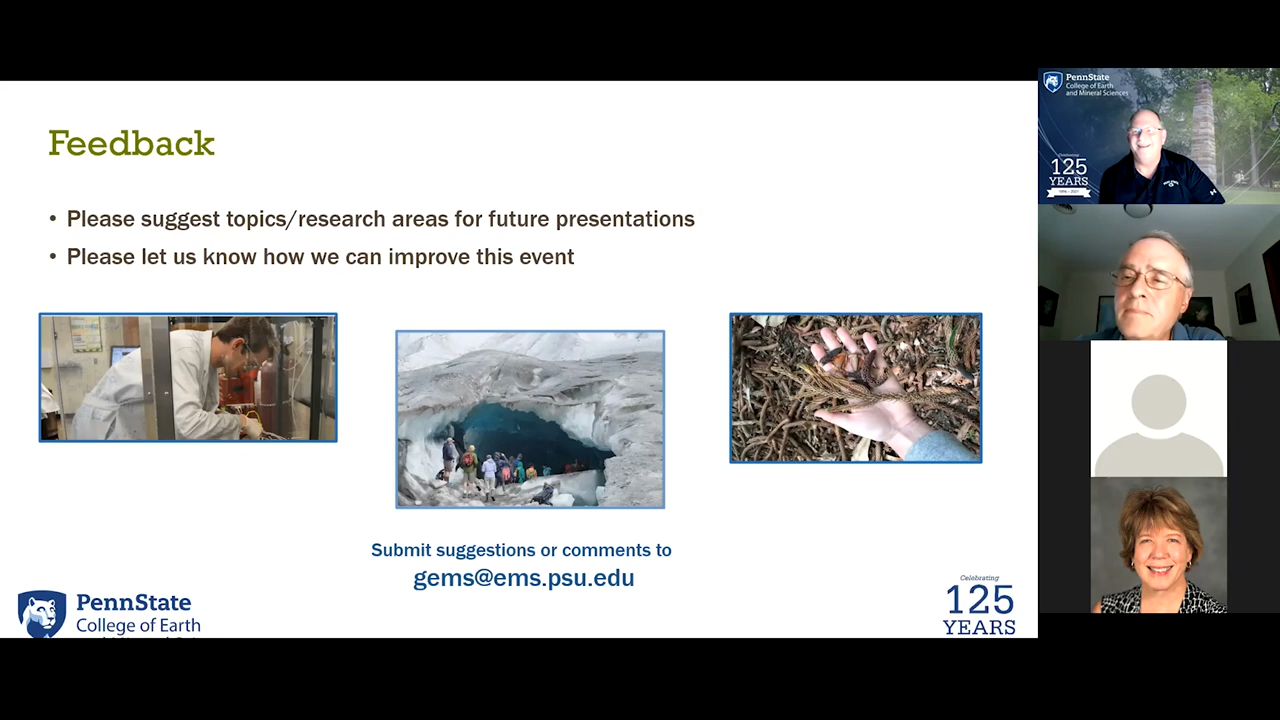 Feedback
• Please suggest topics/research areas for future presentations
• Please let us know how we can improve this event
Submit suggestions or comments to
gems@ems.psu.edu
PennState
College of Earth
Celebrating
125
YEARS
PennState
College of Earth
and Mineral Sciences
125
YEARS